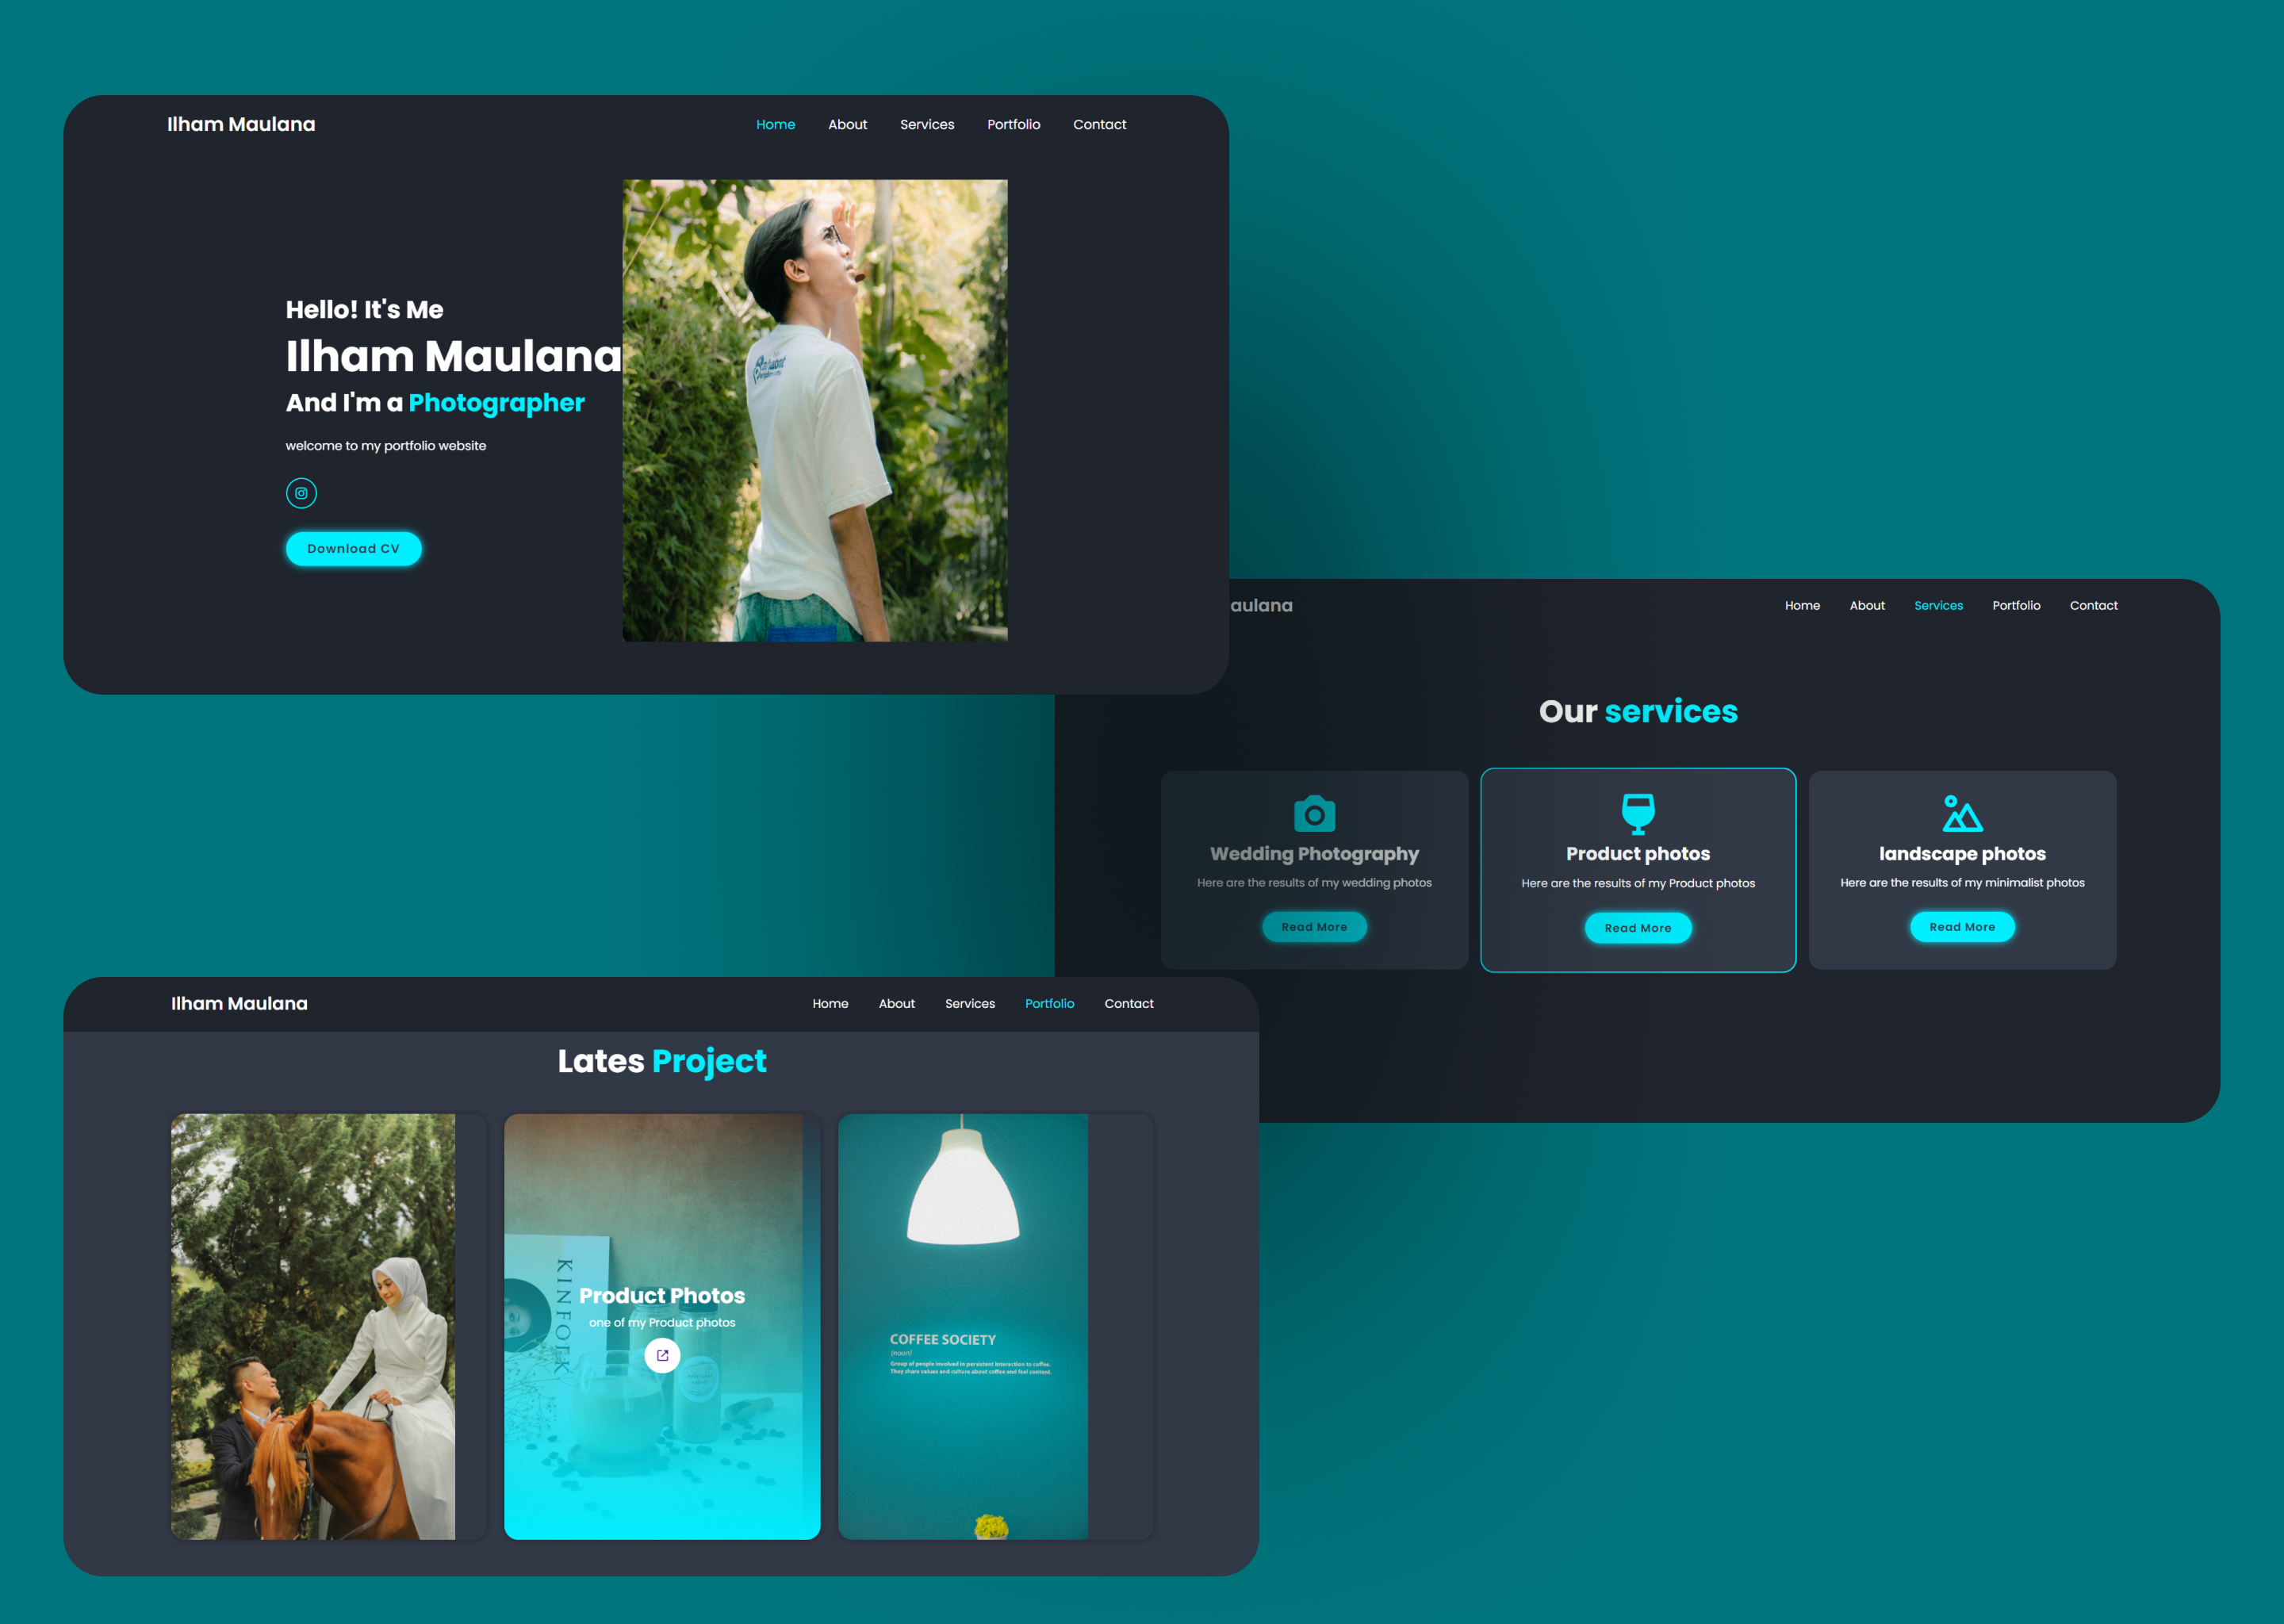 Ilham Maulana
Home About Services Portfolio Contact
Hello! It's Me
Ilham Maulana
And I'm a Photographer
welcome to my portfolio website
Download CV
aulana
Home About Services Portfolio Contact
Our services
Wedding Photography
Here are the results of my wedding photos
Read More
Product photos
Here are the results of my Product photos
Read More
landscape photos
Here are the results of my minimalist photos
Read More
Ilham Maulana
Home About Services Portfolio Contact
Lates Project
KINFOLK
Product Photos
one of my Product photos
COFFEE SOCIETY
[noun]
Group of people involved in persistent interaction to coffee.
They share values and culture about coffee and feel content.